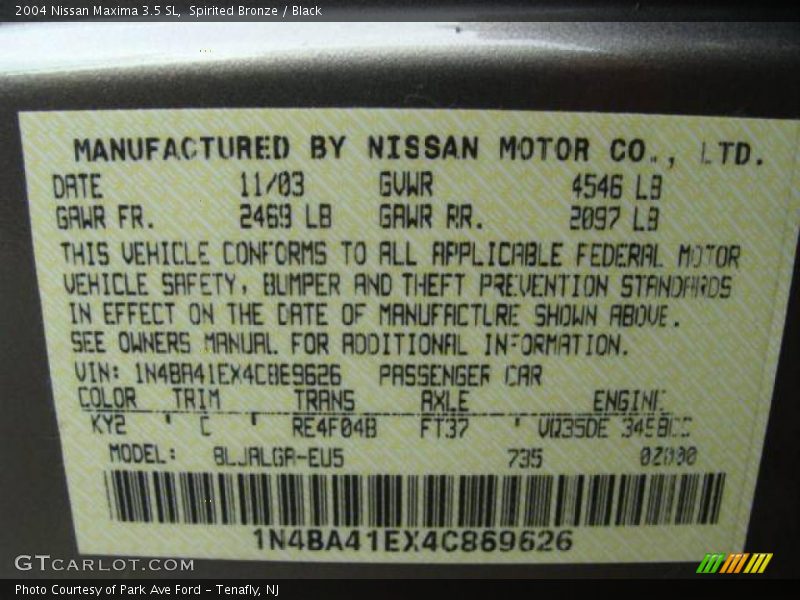 2004 Nissan Maxima 3.5 SL, Spirited Bronze / Black
MANUFACTURED BY NISSAN MOTOR CO., LTD.
DATE 11/03 GVWR 4546 LB
GAWR FR. 2469 LB GAWR RR. 2097 LB
THIS VEHICLE CONFORMS TO ALL APPLICABLE FEDERAL MOTOR
VEHICLE SAFETY, BUMPER AND THEFT PREVENTION STANDARDS
IN EFFECT ON THE DATE OF MANUFACTURE SHOWN ABOVE.
SEE OWNERS MANUAL FOR ADDITIONAL INFORMATION.
VIN: 1N4BA41EX4C869626 PASSENGER CAR
COLOR TRIM TRANS AXLE ENGINE
KY2 ' C ' RE4F04B FT37 ' VQ35DE 3498CC
MODEL: BLJALGA-EU5 735
1N4BA41EX4C869626
GTCARLOT.COM
Photo Courtesy of Park Ave Ford - Tenafly, NJ